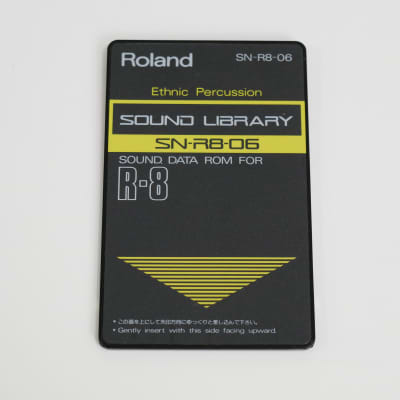 Roland SN-R8-06
Ethnic Percussion
SOUND LIBRARY
SN-R8-06
SOUND DATA ROM FOR
R-8
• この面を上にして矢印方向にゆっくりと差し込んで下さい。
• Gently insert with this side facing upward.